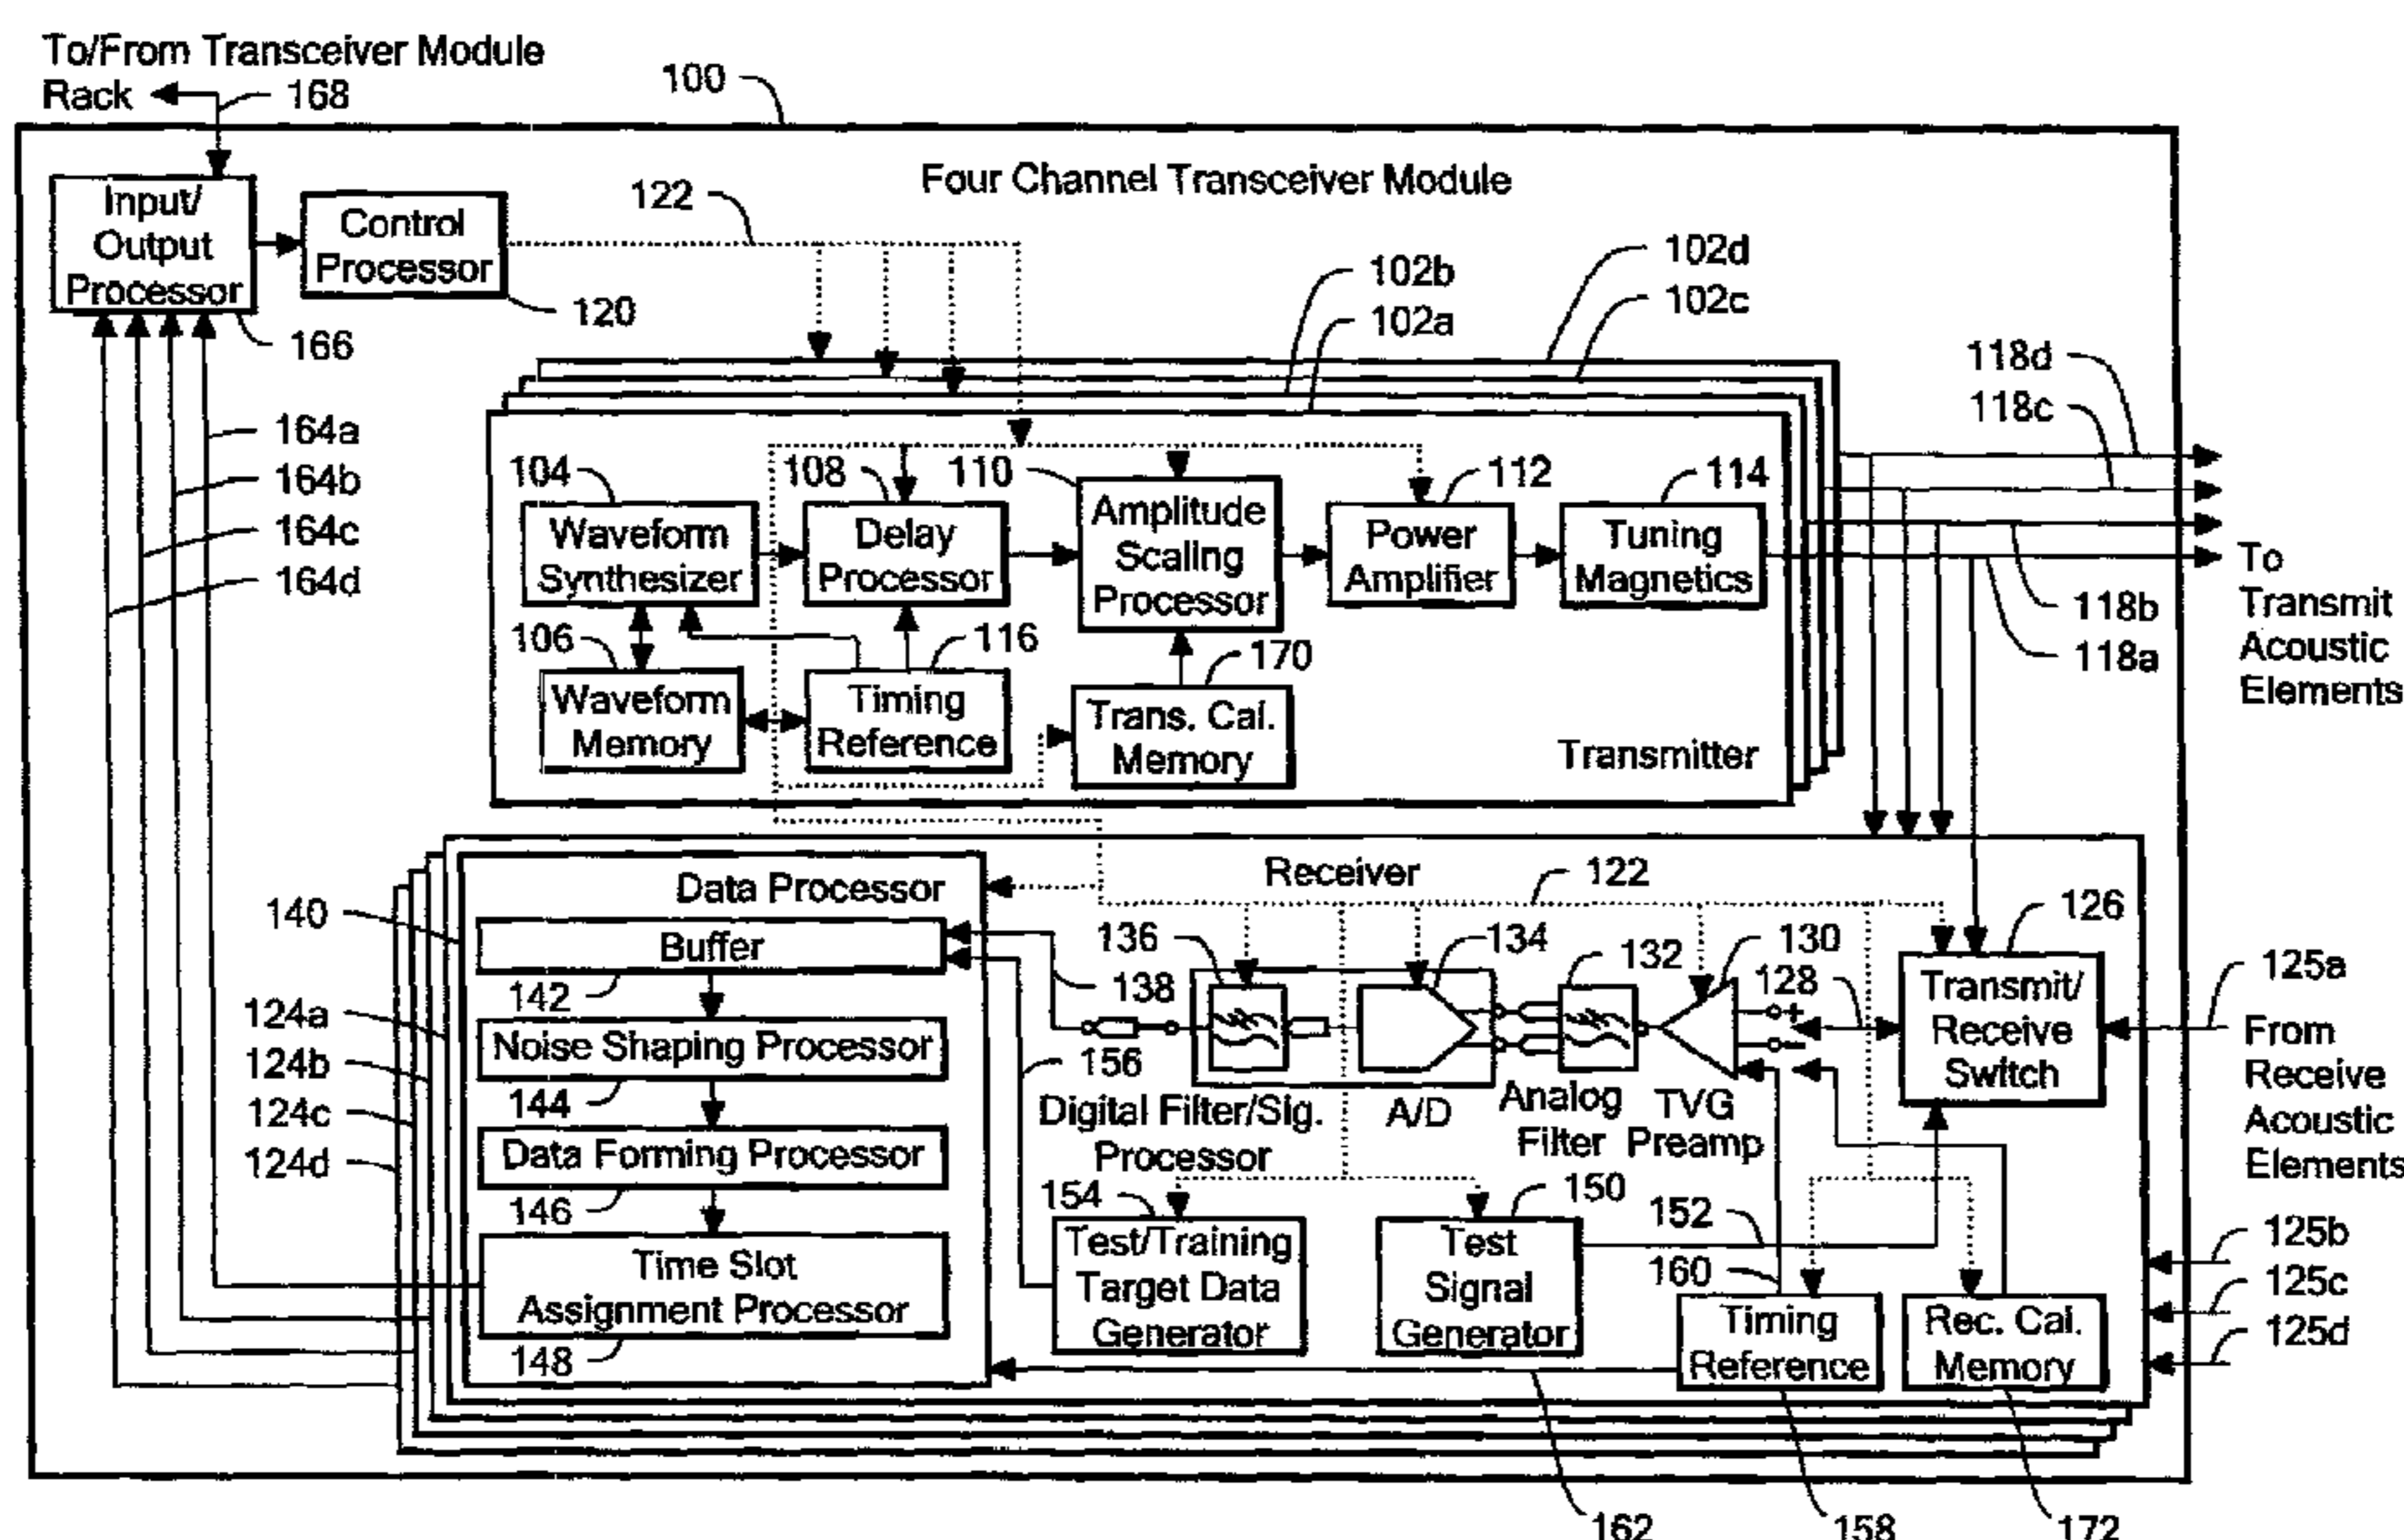 To/From Transceiver Module
Rack
168
100
Four Channel Transceiver Module
Input/
Output
Processor
166
Control
Processor
120
122
102d
102b
102c
102a
118d
118c
164a
164b
164c
164d
104
Waveform
Synthesizer
108
Delay
Processor
110
Amplitude
Scaling
Processor
112
Power
Amplifier
114
Tuning
Magnetics
To
Transmit
Acoustic
Elements
118b
118a
106
Waveform
Memory
116
Timing
Reference
170
Trans. Cal.
Memory
Transmitter
Receiver
122
Data Processor
140
Buffer
142
124a
124b
124c
124d
Noise Shaping Processor
144
Data Forming Processor
146
Time Slot
Assignment Processor
148
136
138
156
Digital Filter/Sig.
Processor
134
A/D
132
Analog
Filter
130
TVG
Preamp
128
+
126
Transmit/
Receive
Switch
125a
From
Receive
Acoustic
Elements
154
Test/Training
Target Data
Generator
150
Test
Signal
Generator
152
160
Timing
Reference
Rec. Cal.
Memory
125b
125c
125d
162
158
172